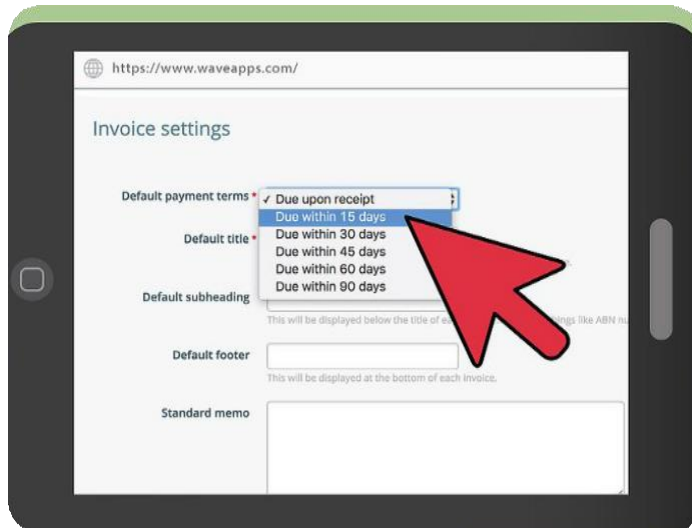 https://www.waveapps.com/
Invoice settings
Default payment terms *
✓ Due upon receipt
Due within 15 days
Default title *
Due within 30 days
Due within 45 days
Due within 60 days
Due within 90 days
Default subheading
This will be displayed below the title of
like ABN
Default footer
This will be displayed at the bottom of each invoice.
Standard memo